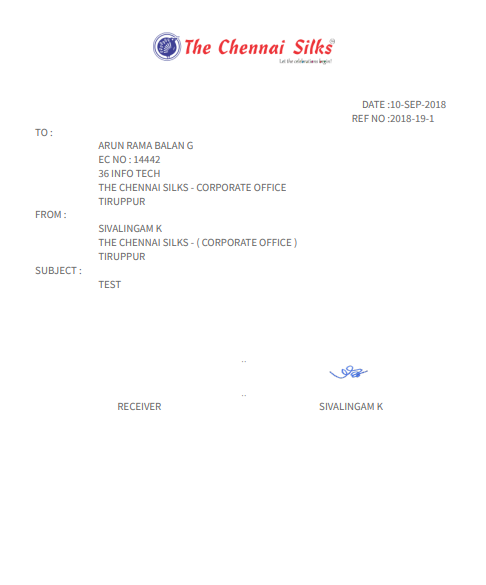 The Chennai Silks
Let the celebrations begin!
DATE :10-SEP-2018
REF NO :2018-19-1
TO :
ARUN RAMA BALAN G
EC NO : 14442
36 INFO TECH
THE CHENNAI SILKS - CORPORATE OFFICE
TIRUPPUR
FROM :
SIVALINGAM K
THE CHENNAI SILKS - ( CORPORATE OFFICE )
TIRUPPUR
SUBJECT :
TEST
..
..
RECEIVER SIVALINGAM K